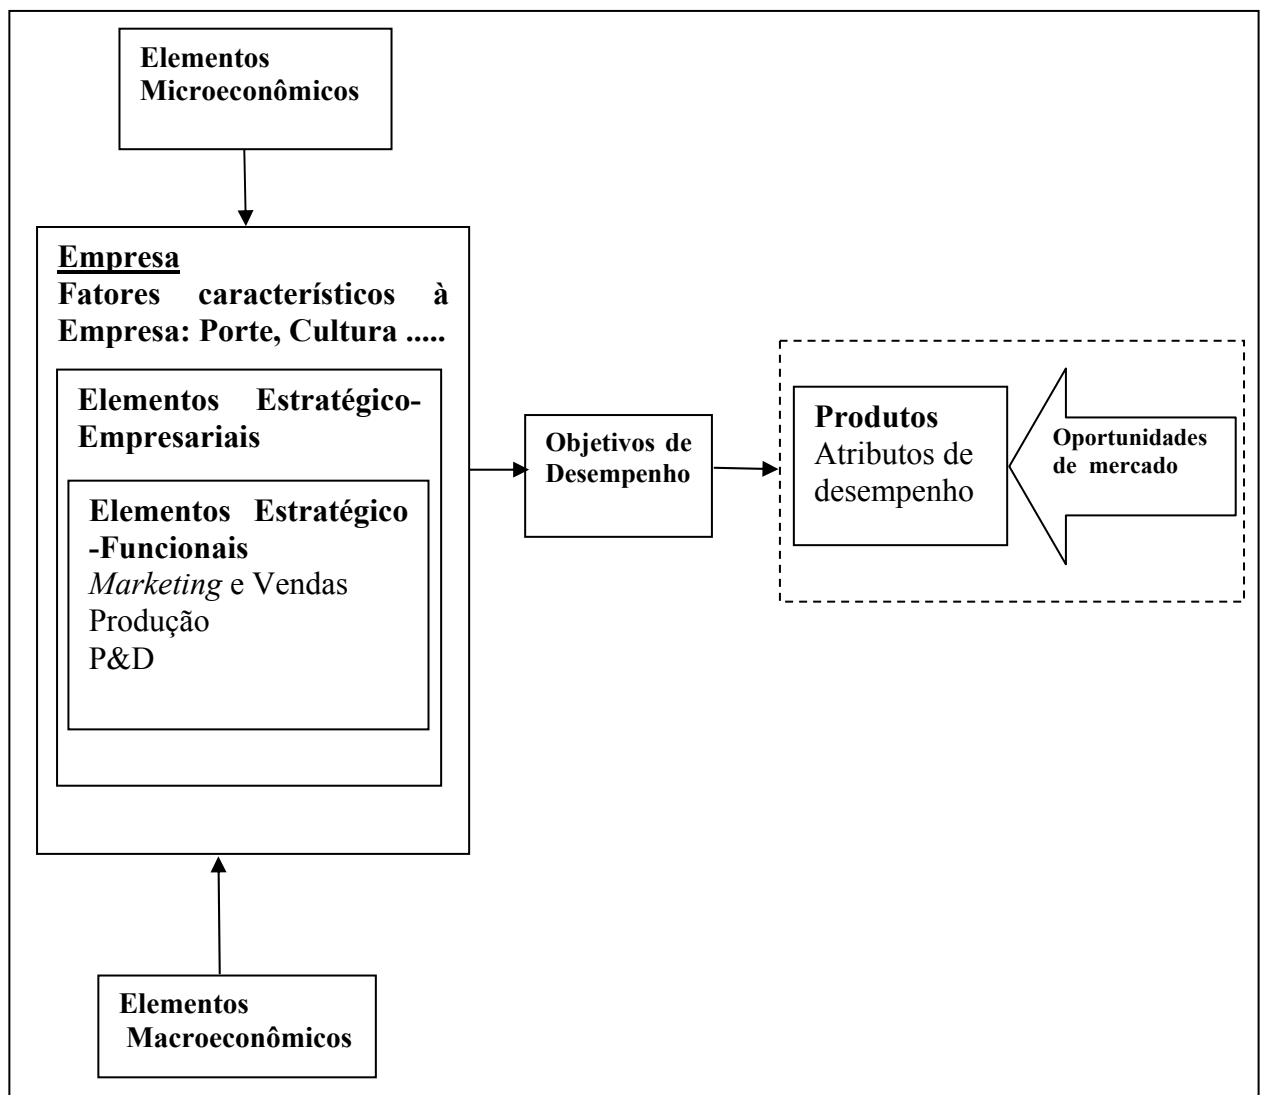 Elementos
Microeconômicos
Empresa
Fatores característicos à
Empresa: Porte, Cultura .....
Elementos Estratégico-
Empresariais
Elementos Estratégico
-Funcionais
Marketing e Vendas
Produção
P&D
Objetivos de
Desempenho
Produtos
Atributos de
desempenho
Oportunidades
de mercado
Elementos
Macroeconômicos